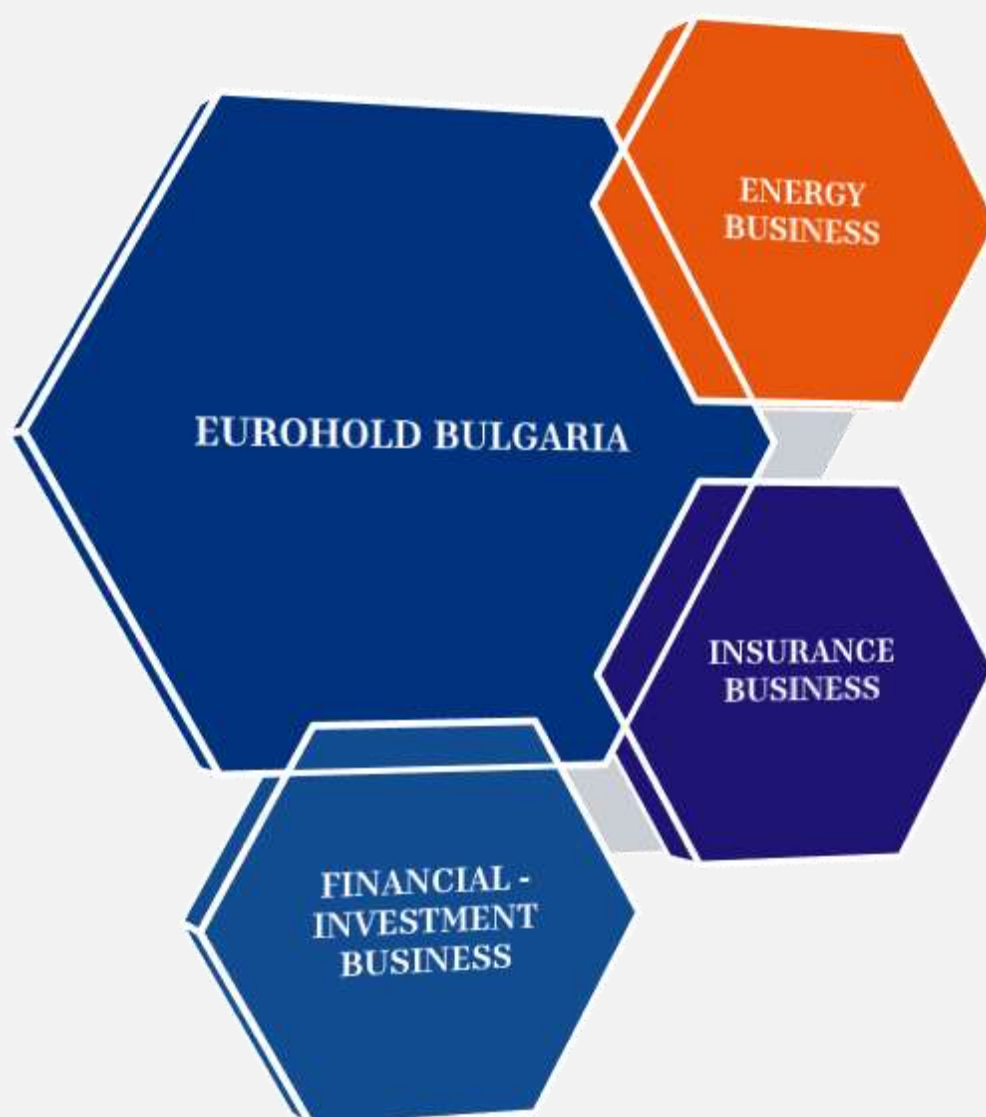 ENERGY
BUSINESS
EUROHOLD BULGARIA
INSURANCE
BUSINESS
FINANCIAL -
INVESTMENT
BUSINESS